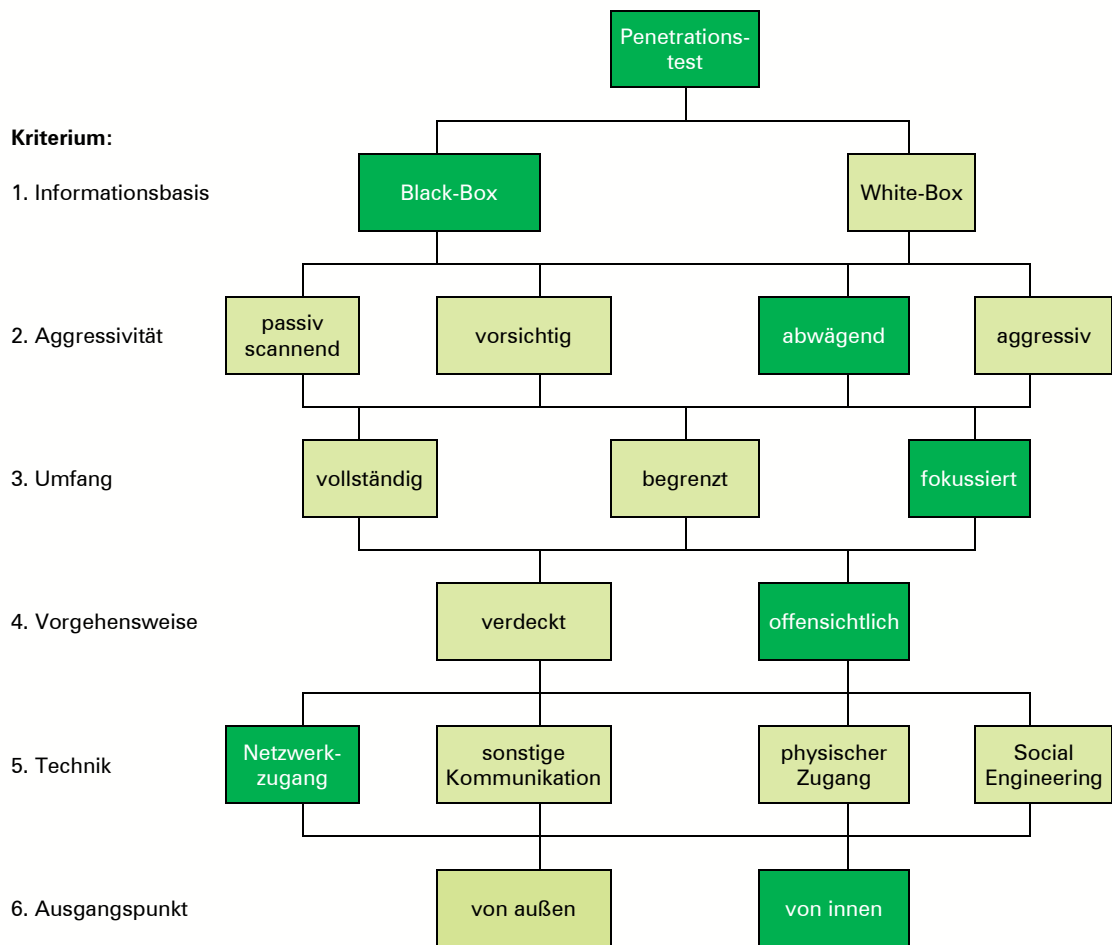 Penetrations-
test
Kriterium:
1. Informationsbasis
Black-Box
White-Box
2. Aggressivität
passiv
scannend
vorsichtig
abwägend
aggressiv
3. Umfang
vollständig
begrenzt
fokussiert
4. Vorgehensweise
verdeckt
offensichtlich
5. Technik
Netzwerk-
zugang
sonstige
Kommunikation
physischer
Zugang
Social
Engineering
6. Ausgangspunkt
von außen
von innen